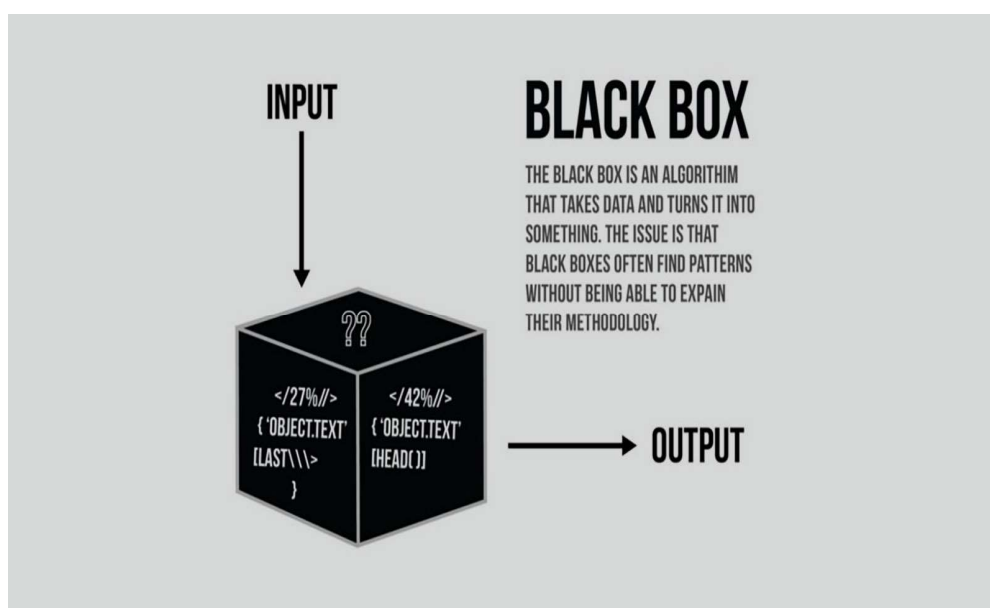 INPUT
BLACK BOX
THE BLACK BOX IS AN ALGORITHIM
THAT TAKES DATA AND TURNS IT INTO
SOMETHING. THE ISSUE IS THAT
BLACK BOXES OFTEN FIND PATTERNS
WITHOUT BEING ABLE TO EXPAIN
THEIR METHODOLOGY.
??
</27%//>
{ ‘OBJECT.TEXT’
[LAST\\\>
}
</42%//>
{ ‘OBJECT.TEXT’
[HEAD( )]
OUTPUT